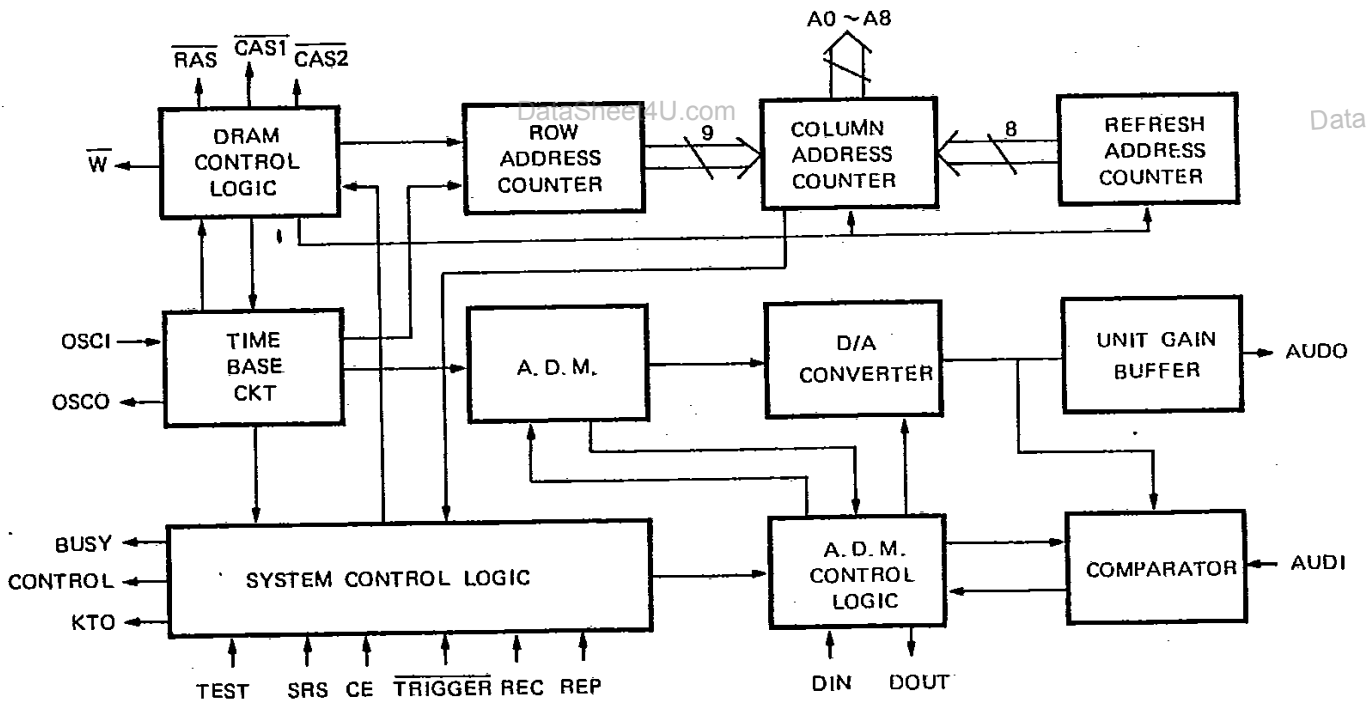 A0 ~ A8
RAS CAS1 CAS2
DataSheet4U.com
Data
W
DRAM
CONTROL
LOGIC
ROW
ADDRESS
COUNTER
9
COLUMN
ADDRESS
COUNTER
8
REFRESH
ADDRESS
COUNTER
OSCI
OSCO
TIME
BASE
CKT
A. D. M.
D/A
CONVERTER
UNIT GAIN
BUFFER
AUDO
BUSY
CONTROL
KTO
SYSTEM CONTROL LOGIC
A. D. M.
CONTROL
LOGIC
COMPARATOR
AUDI
TEST SRS CE TRIGGER REC REP
DIN DOUT